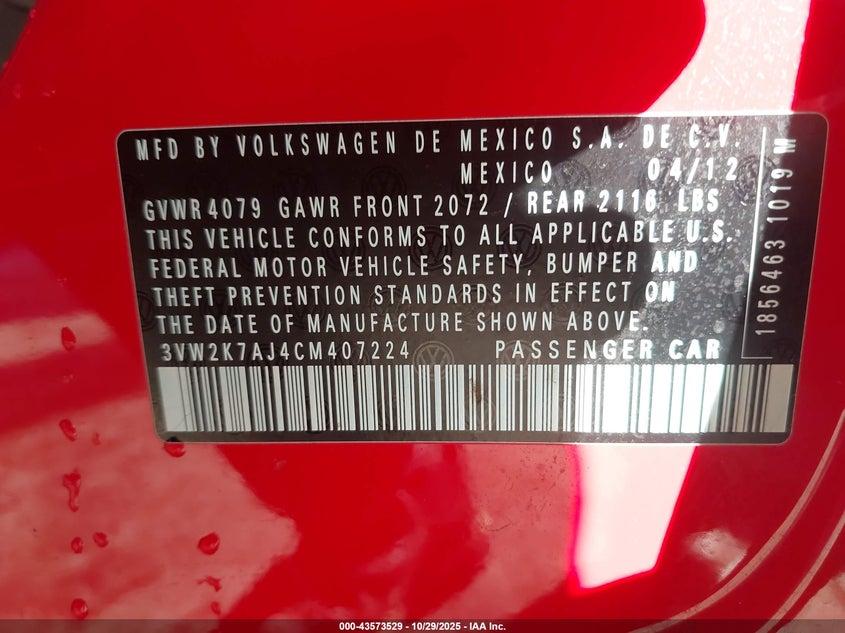 MFD BY VOLKSWAGEN DE MEXICO S.A. DE C.V.
MEXICO 04/12
GVWR 4079 GAWR FRONT 2072 / REAR 2116 LBS
THIS VEHICLE CONFORMS TO ALL APPLICABLE U.S.
FEDERAL MOTOR VEHICLE SAFETY, BUMPER AND
THEFT PREVENTION STANDARDS IN EFFECT ON
THE DATE OF MANUFACTURE SHOWN ABOVE.
3VW2K7AJ4CM407224 PASSENGER CAR
1856463 1019 M
000-43573529 | 10/29/2025 - IAA Inc.